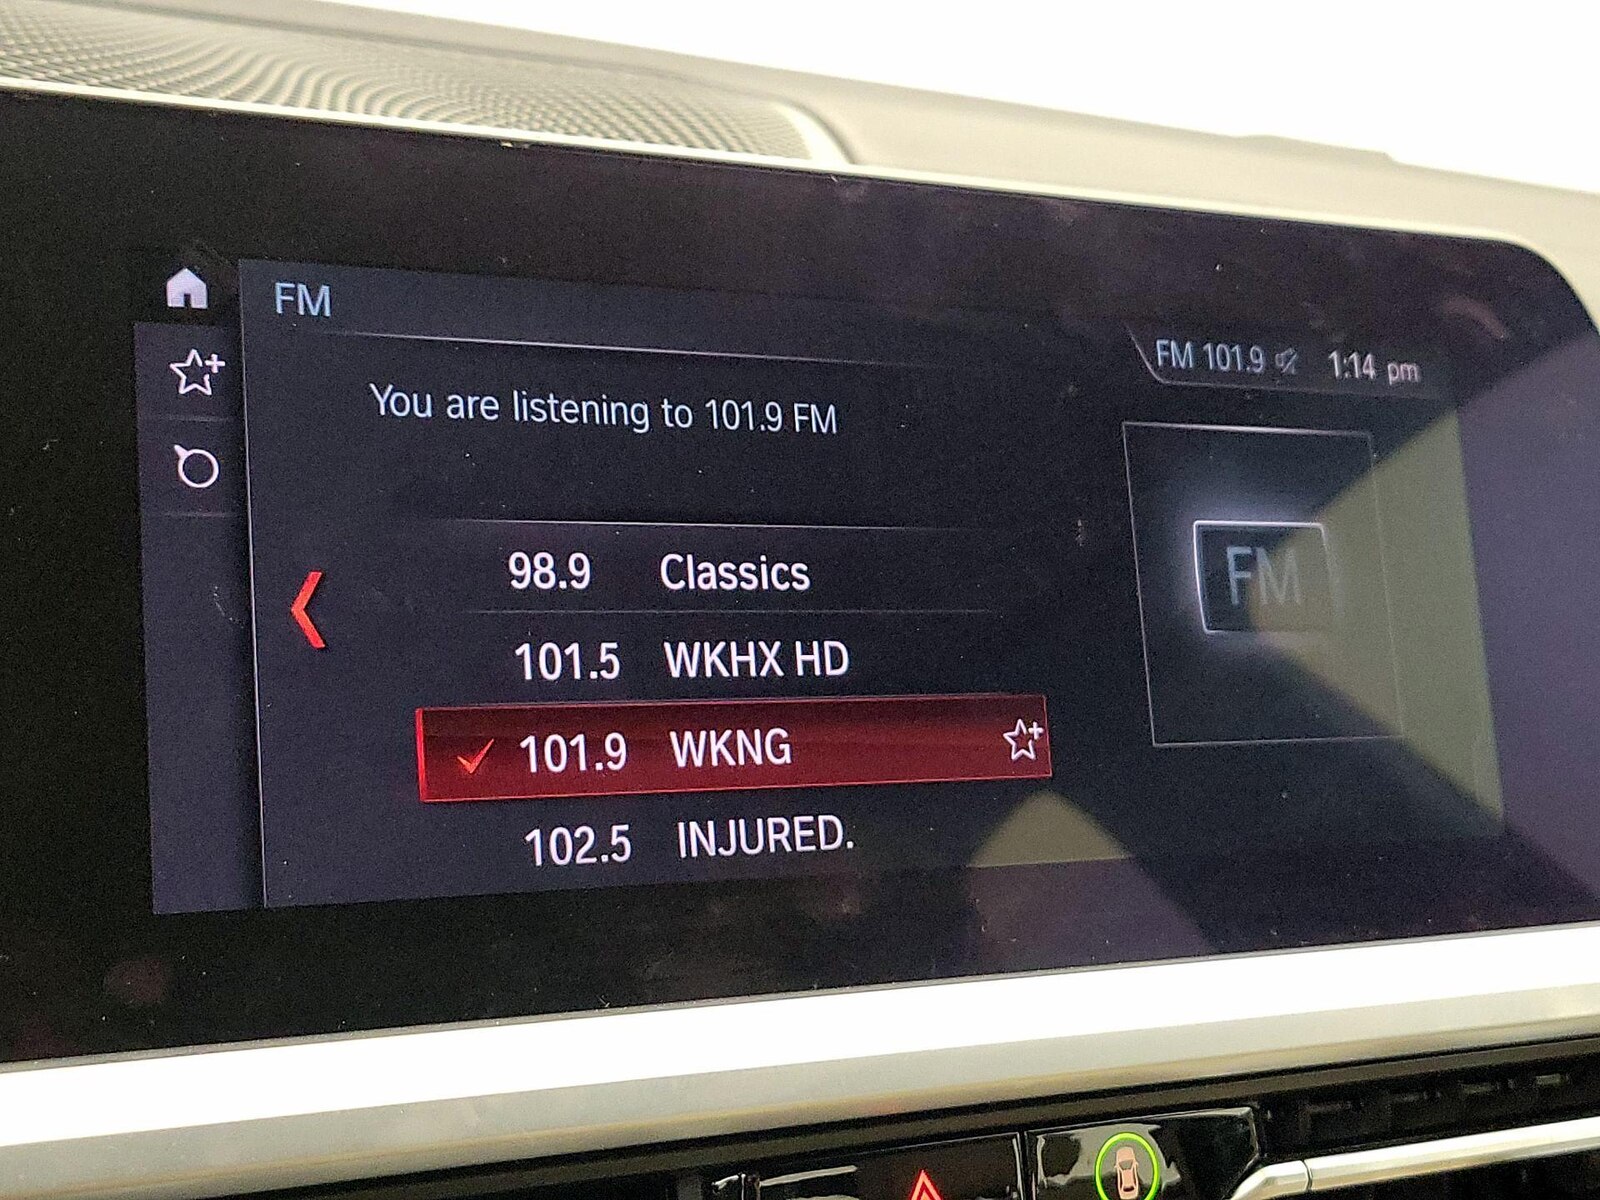 FM
FM 101.9 1:14 pm
You are listening to 101.9 FM
98.9 Classics
101.5 WKHX HD
101.9 WKNG
102.5 INJURED.
FM